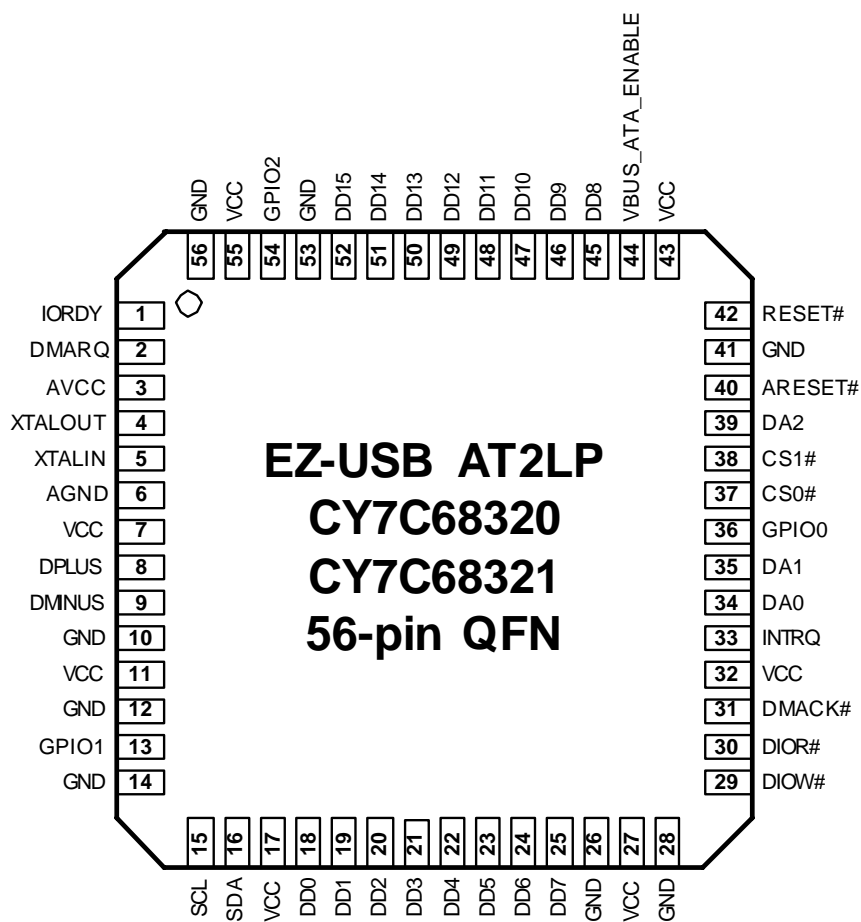 GND VCC GPIO2 GND DD15 DD14 DD13 DD12 DD11 DD10 DD9 DD8 VBUS_ATA_ENABLE VCC
56 55 54 53 52 51 50 49 48 47 46 45 44 43
IORDY 1
DMARQ 2
AVCC 3
XTALOUT 4
XTALIN 5
AGND 6
VCC 7
DPLUS 8
DMINUS 9
GND 10
VCC 11
GND 12
GPIO1 13
GND 14
EZ-USB AT2LP
CY7C68320
CY7C68321
56-pin QFN
42 RESET#
41 GND
40 ARESET#
39 DA2
38 CS1#
37 CS0#
36 GPIO0
35 DA1
34 DA0
33 INTRQ
32 VCC
31 DMACK#
30 DIOR#
29 DIOW#
15 16 17 18 19 20 21 22 23 24 25 26 27 28
SCL SDA VCC DD0 DD1 DD2 DD3 DD4 DD5 DD6 DD7 GND VCC GND